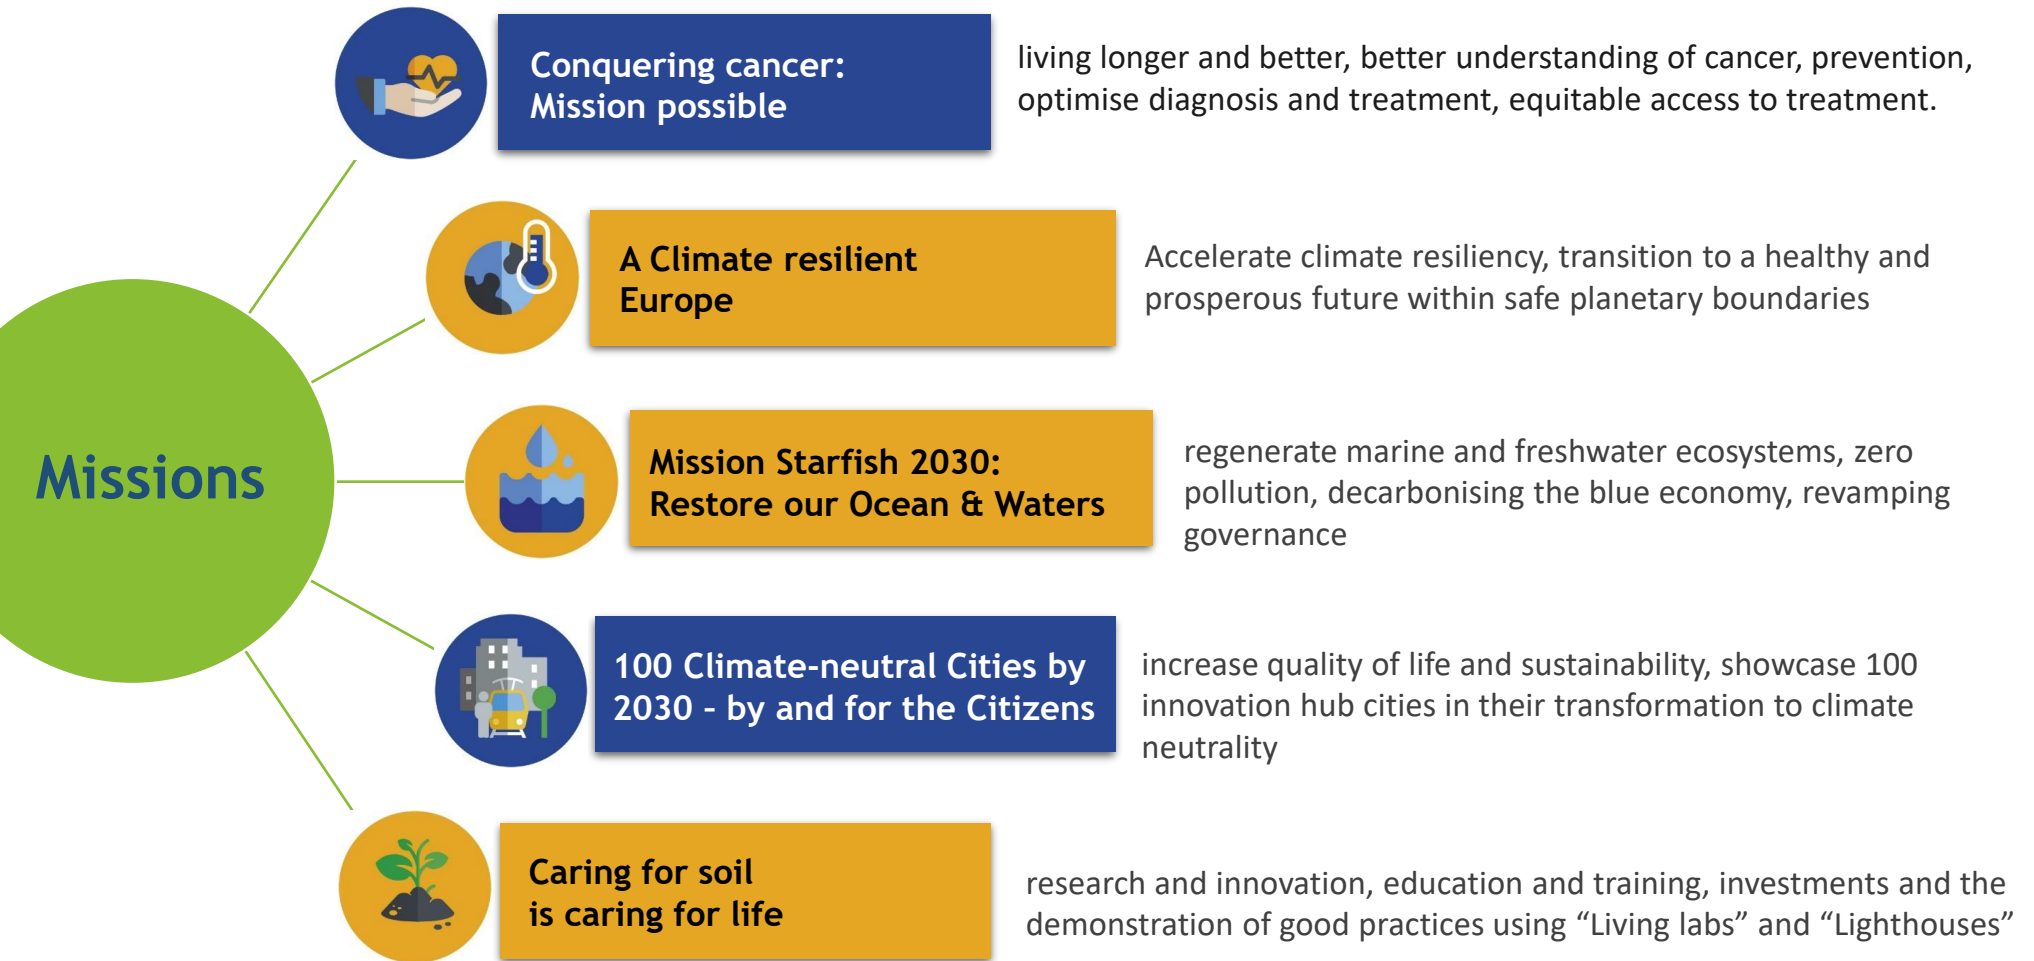 Missions
Conquering cancer:
Mission possible
living longer and better, better understanding of cancer, prevention,
optimise diagnosis and treatment, equitable access to treatment.
A Climate resilient
Europe
Accelerate climate resiliency, transition to a healthy and
prosperous future within safe planetary boundaries
Mission Starfish 2030:
Restore our Ocean & Waters
regenerate marine and freshwater ecosystems, zero
pollution, decarbonising the blue economy, revamping
governance
100 Climate-neutral Cities by
2030 – by and for the Citizens
increase quality of life and sustainability, showcase 100
innovation hub cities in their transformation to climate
neutrality
Caring for soil
is caring for life
research and innovation, education and training, investments and the
demonstration of good practices using “Living labs” and “Lighthouses”